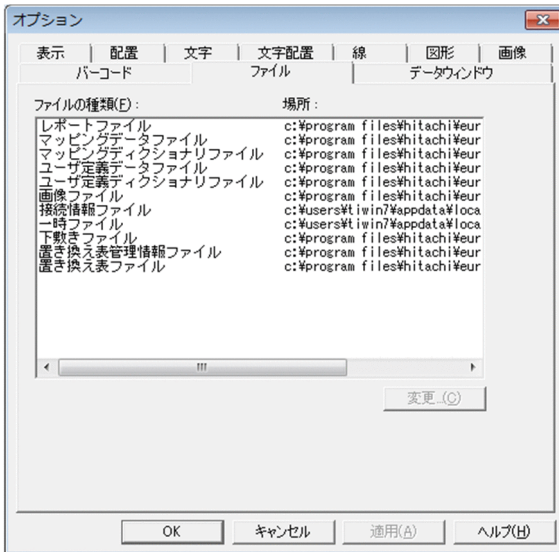 オプション
表示 配置 文字 文字配置 線 図形 画像
バーコード ファイル データウィンドウ
ファイルの種類(F): 場所:
レポートファイル c:¥program files¥hitachi¥eur
マッピングデータファイル c:¥program files¥hitachi¥eur
マッピングディクショナリファイル c:¥program files¥hitachi¥eur
ユーザ定義データファイル c:¥program files¥hitachi¥eur
ユーザ定義ディクショナリファイル c:¥program files¥hitachi¥eur
画像ファイル c:¥program files¥hitachi¥eur
接続情報ファイル c:¥users¥tiwin7¥appdata¥loca
一時ファイル c:¥users¥tiwin7¥appdata¥loca
下敷きファイル c:¥program files¥hitachi¥eur
置き換え表管理情報ファイル c:¥program files¥hitachi¥eur
置き換え表ファイル c:¥program files¥hitachi¥eur
変更...(C)
OK キャンセル 適用(A) ヘルプ(H)